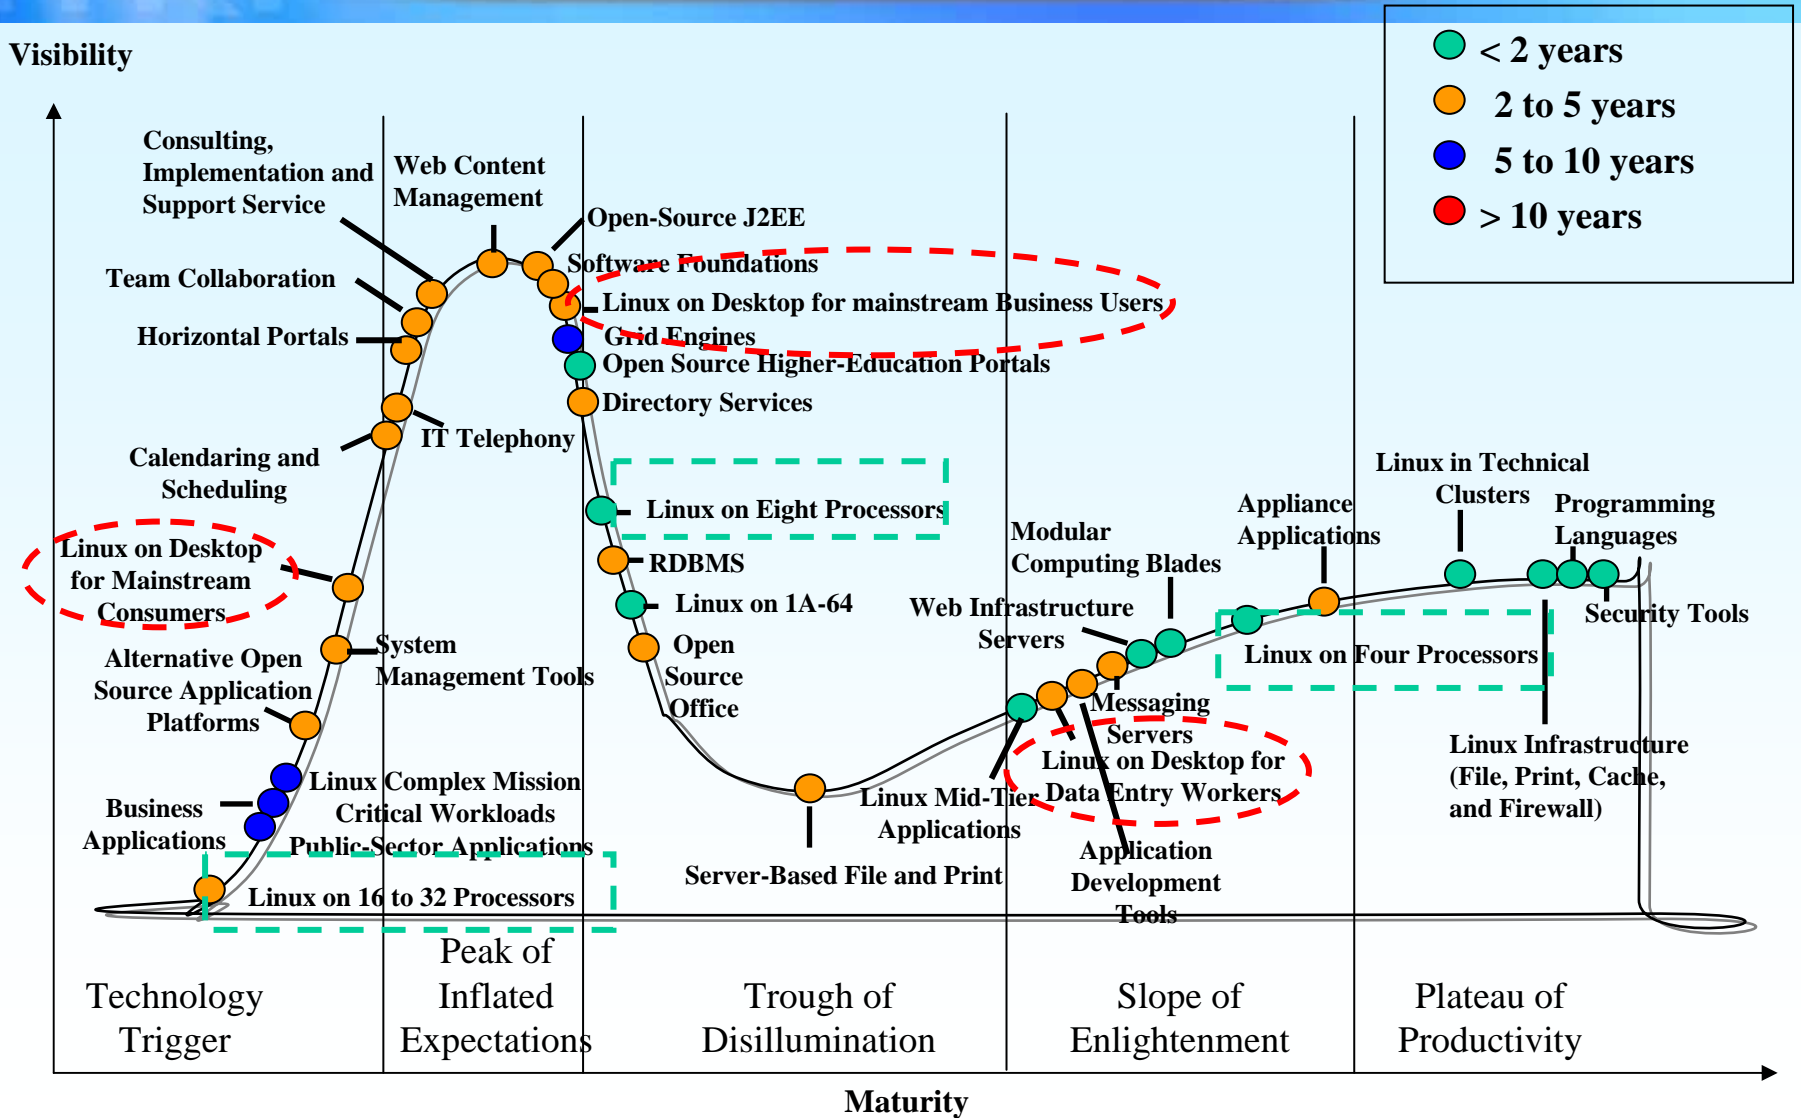 Visibility
< 2 years
2 to 5 years
5 to 10 years
> 10 years
Consulting,
Implementation and
Support Service
Web Content
Management
Open-Source J2EE
Team Collaboration
Software Foundations
Linux on Desktop for mainstream Business Users
Horizontal Portals
Grid Engines
Open Source Higher-Education Portals
Directory Services
IT Telephony
Calendaring and
Scheduling
Linux on Eight Processors
Linux in Technical
Clusters
Appliance
Applications
Programming
Languages
Modular
Computing Blades
Linux on Desktop
for Mainstream
Consumers
RDBMS
Linux on 1A-64
Web Infrastructure
Servers
Security Tools
System
Management Tools
Open
Source
Office
Alternative Open
Source Application
Platforms
Linux on Four Processors
Messaging
Servers
Linux on Desktop for
Data Entry Workers
Linux Infrastructure
(File, Print, Cache,
and Firewall)
Linux Complex Mission
Critical Workloads
Public-Sector Applications
Business
Applications
Linux Mid-Tier
Applications
Server-Based File and Print
Application
Development
Tools
Linux on 16 to 32 Processors
Technology
Trigger
Peak of
Inflated
Expectations
Trough of
Disillumination
Slope of
Enlightenment
Plateau of
Productivity
Maturity